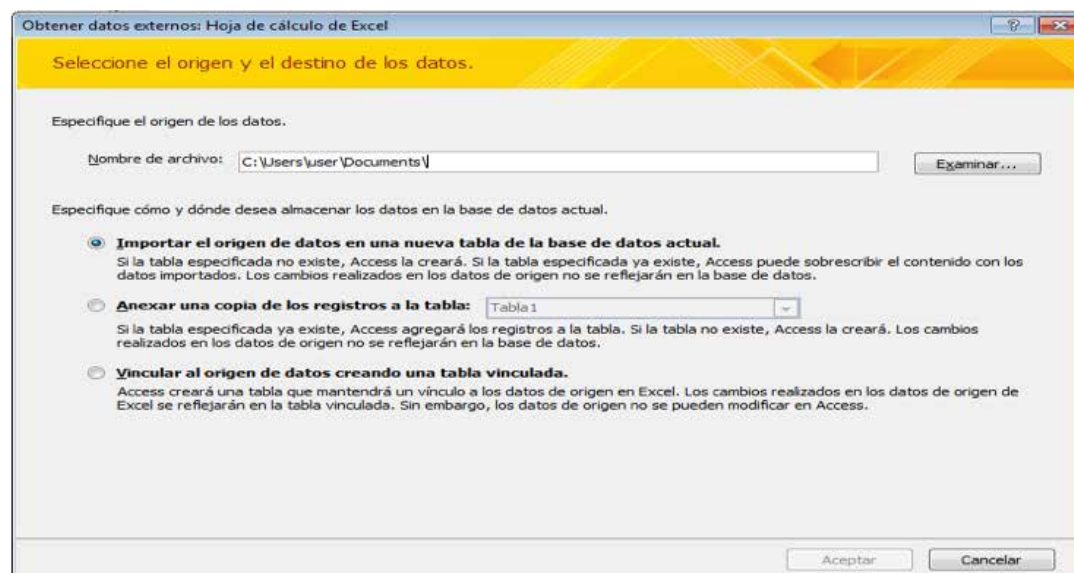 Obtener datos externos: Hoja de cálculo de Excel
Seleccione el origen y el destino de los datos.
Especifique el origen de los datos.
Nombre de archivo: C:\Users\user\Documents\
Examinar...
Especifique cómo y dónde desea almacenar los datos en la base de datos actual.
Importar el origen de datos en una nueva tabla de la base de datos actual.
Si la tabla especificada no existe, Access la creará. Si la tabla especificada ya existe, Access puede sobrescribir el contenido con los
datos importados. Los cambios realizados en los datos de origen no se reflejarán en la base de datos.
Anexar una copia de los registros a la tabla: Tabla1
Si la tabla especificada ya existe, Access agregará los registros a la tabla. Si la tabla no existe, Access la creará. Los cambios
realizados en los datos de origen no se reflejarán en la base de datos.
Vincular al origen de datos creando una tabla vinculada.
Access creará una tabla que mantendrá un vínculo a los datos de origen en Excel. Los cambios realizados en los datos de origen de
Excel se reflejarán en la tabla vinculada. Sin embargo, los datos de origen no se pueden modificar en Access.
Aceptar Cancelar